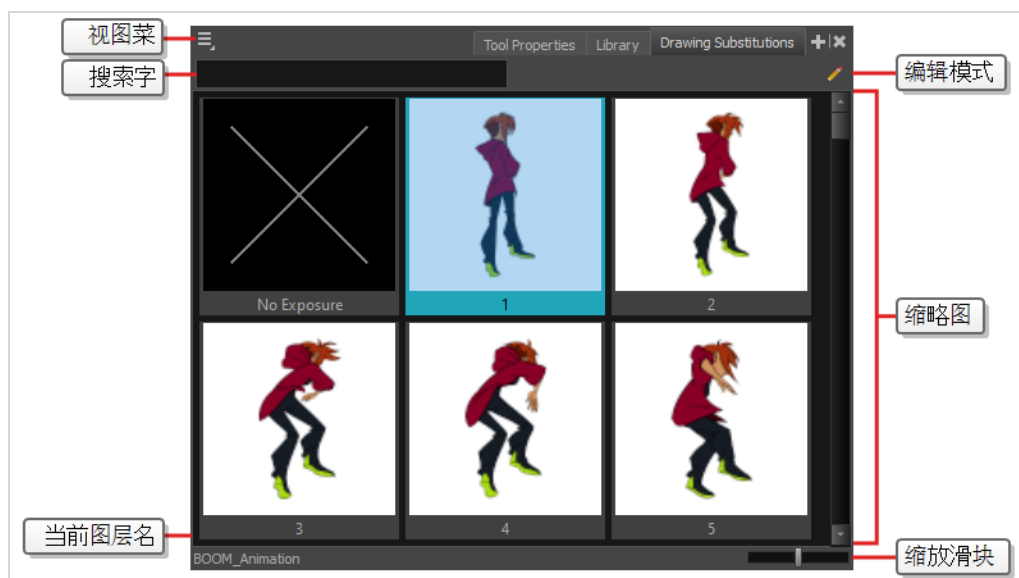 视图菜
搜索字
Tool Properties
Library
Drawing Substitutions
编辑模式
No Exposure
1
2
缩略图
3
4
5
当前图层名
BOOM_Animation
缩放滑块